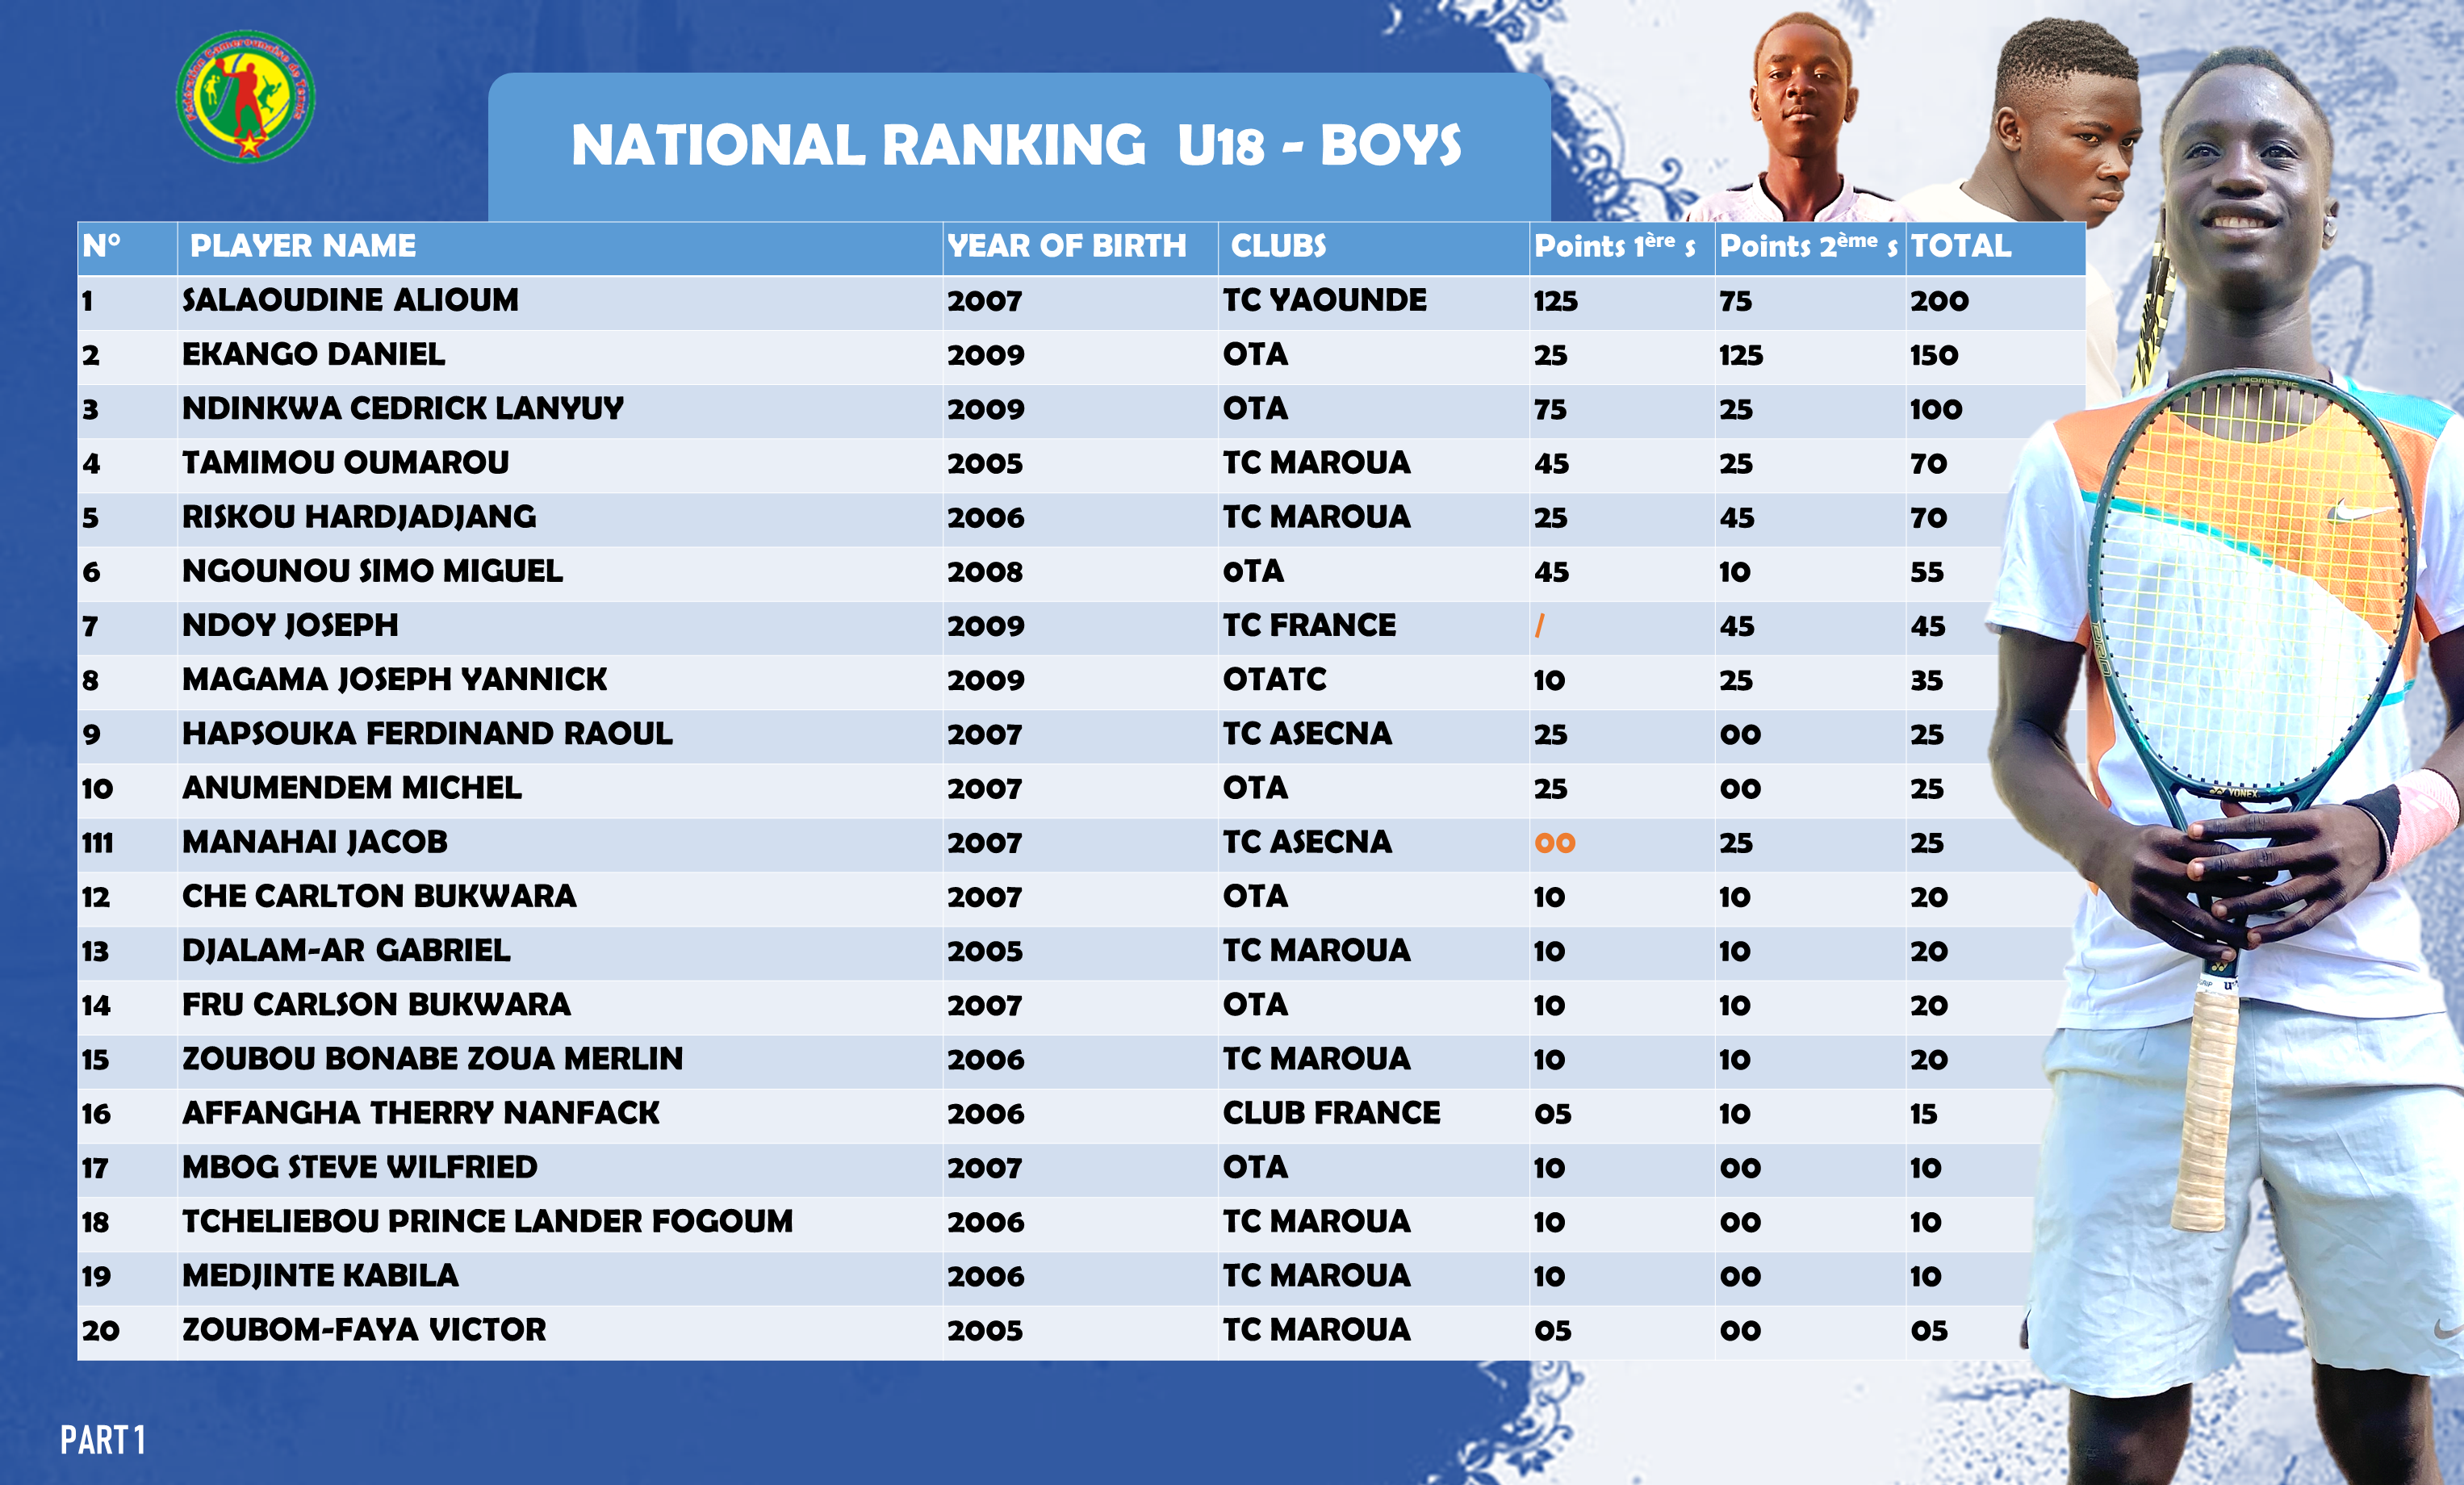 Fédération Camerounaise de Tennis
NATIONAL RANKING U18 - BOYS
N° PLAYER NAME YEAR OF BIRTH CLUBS Points 1ère s Points 2ème s TOTAL
1 SALAOUDINE ALIOUM 2007 TC YAOUNDE 125 75 200
2 EKANGO DANIEL 2009 OTA 25 125 150
3 NDINKWA CEDRICK LANYUY 2009 OTA 75 25 100
4 TAMIMOU OUMAROU 2005 TC MAROUA 45 25 70
5 RISKOU HARDJADJANG 2006 TC MAROUA 25 45 70
6 NGOUNOU SIMO MIGUEL 2008 0TA 45 10 55
7 NDOY JOSEPH 2009 TC FRANCE / 45 45
8 MAGAMA JOSEPH YANNICK 2009 OTATC 10 25 35
9 HAPSOUKA FERDINAND RAOUL 2007 TC ASECNA 25 00 25
10 ANUMENDEM MICHEL 2007 OTA 25 00 25
111 MANAHAI JACOB 2007 TC ASECNA 00 25 25
12 CHE CARLTON BUKWARA 2007 OTA 10 10 20
13 DJALAM-AR GABRIEL 2005 TC MAROUA 10 10 20
14 FRU CARLSON BUKWARA 2007 OTA 10 10 20
15 ZOUBOU BONABE ZOUA MERLIN 2006 TC MAROUA 10 10 20
16 AFFANGHA THERRY NANFACK 2006 CLUB FRANCE 05 10 15
17 MBOG STEVE WILFRIED 2007 OTA 10 00 10
18 TCHELIEBOU PRINCE LANDER FOGOUM 2006 TC MAROUA 10 00 10
19 MEDJINTE KABILA 2006 TC MAROUA 10 00 10
20 ZOUBOM-FAYA VICTOR 2005 TC MAROUA 05 00 05
ISOMETRIC
YONEX
PART 1